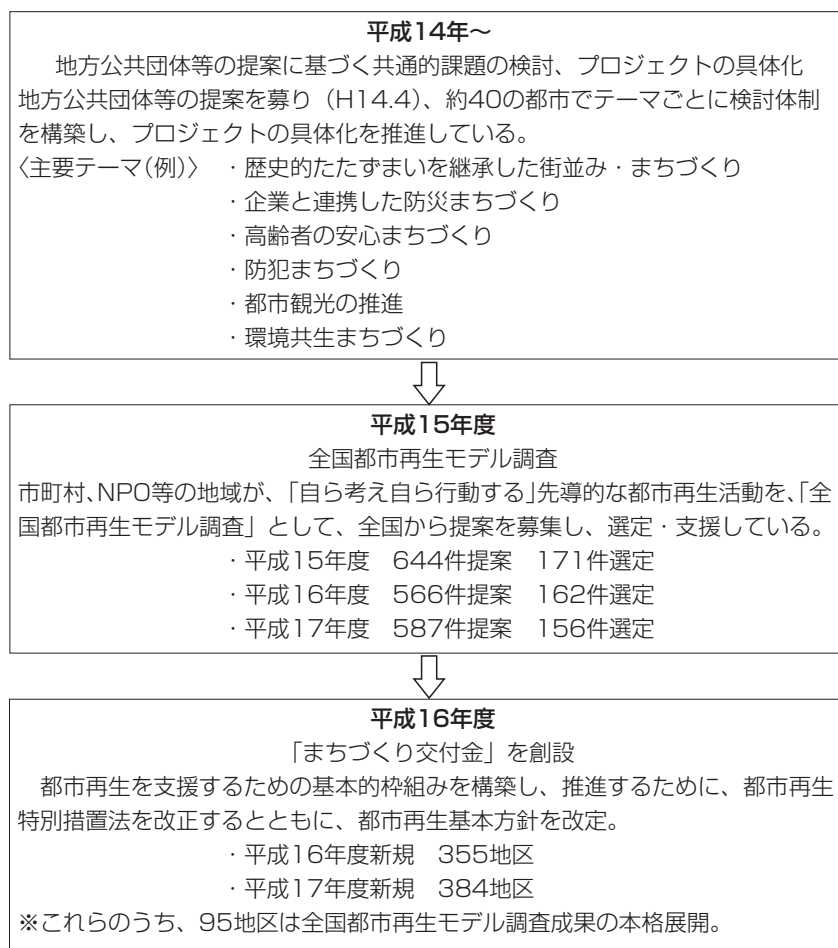 平成14年～
地方公共団体等の提案に基づく共通的課題の検討、プロジェクトの具体化
地方公共団体等の提案を募り（H14.4）、約40の都市でテーマごとに検討体制
を構築し、プロジェクトの具体化を推進している。
〈主要テーマ（例）〉 ・歴史的たたずまいを継承した街並み・まちづくり
・企業と連携した防災まちづくり
・高齢者の安心まちづくり
・防犯まちづくり
・都市観光の推進
・環境共生まちづくり
平成15年度
全国都市再生モデル調査
市町村、NPO等の地域が、「自ら考え自ら行動する」先導的な都市再生活動を、「全
国都市再生モデル調査」として、全国から提案を募集し、選定・支援している。
・平成15年度 644件提案 171件選定
・平成16年度 566件提案 162件選定
・平成17年度 587件提案 156件選定
平成16年度
「まちづくり交付金」を創設
都市再生を支援するための基本的枠組みを構築し、推進するために、都市再生
特別措置法を改正するとともに、都市再生基本方針を改定。
・平成16年度新規 355地区
・平成17年度新規 384地区
※これらのうち、95地区は全国都市再生モデル調査成果の本格展開。